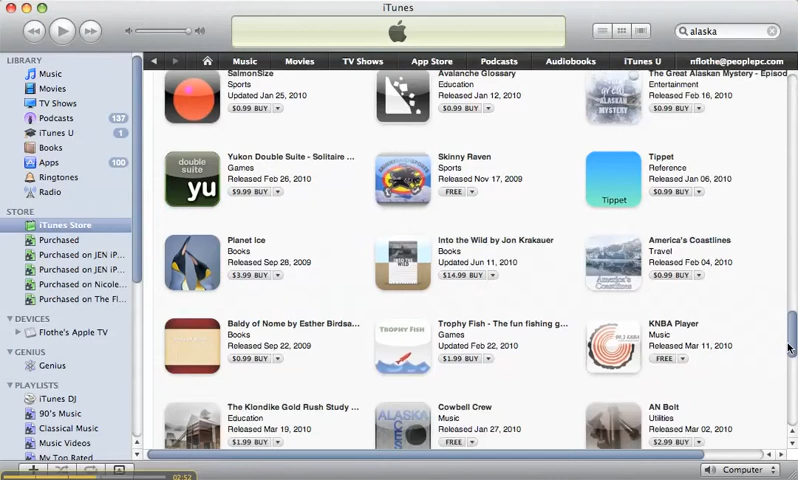 iTunes
alaska
LIBRARY
Music
Movies
TV Shows
Podcasts 137
iTunes U 1
Books
Apps 100
Ringtones
Radio
STORE
iTunes Store
Purchased
Purchased on JEN iP...
Purchased on JEN iP...
Purchased on Nicole...
Purchased on The Fl...
DEVICES
Flothe's Apple TV
GENIUS
Genius
PLAYLISTS
iTunes DJ
90's Music
Classical Music
Music Videos
My Top Rated
Music Movies TV Shows App Store Podcasts Audiobooks iTunes U nflothe@peoplepc.com
SalmonSize
Sports
Updated Jan 25, 2010
$0.99 BUY
Avalanche Glossary
Education
Released Jan 12, 2010
$0.99 BUY
The Great Alaskan Mystery - Episod
Entertainment
Released Feb 16, 2010
$0.99 BUY
double
suite
yu
Yukon Double Suite - Solitaire ...
Games
Released Feb 26, 2010
$9.99 BUY
Skinny Raven
Sports
Released Nov 17, 2009
FREE
Tippet
Tippet
Reference
Released Jan 06, 2010
$0.99 BUY
Planet Ice
Books
Released Sep 28, 2009
$3.99 BUY
Into the Wild by Jon Krakauer
Books
Updated Jun 11, 2010
$14.99 BUY
America's
Coastlines
America's Coastlines
Travel
Released Feb 04, 2010
$0.99 BUY
Baldy of Nome by Esther Birdsa...
Books
Released Sep 22, 2009
$0.99 BUY
TROPHY FISH
Trophy Fish - The fun fishing g...
Games
Updated Feb 22, 2010
$1.99 BUY
KNBA Player
Music
Released Mar 11, 2010
FREE
The Klondike Gold Rush Study ...
Education
Released Mar 19, 2010
$1.99 BUY
ALASKA
Cowbell Crew
Music
Released Jan 27, 2010
FREE
AN Bolt
Utilities
Released Mar 02, 2010
$2.99 BUY
02:52
Computer